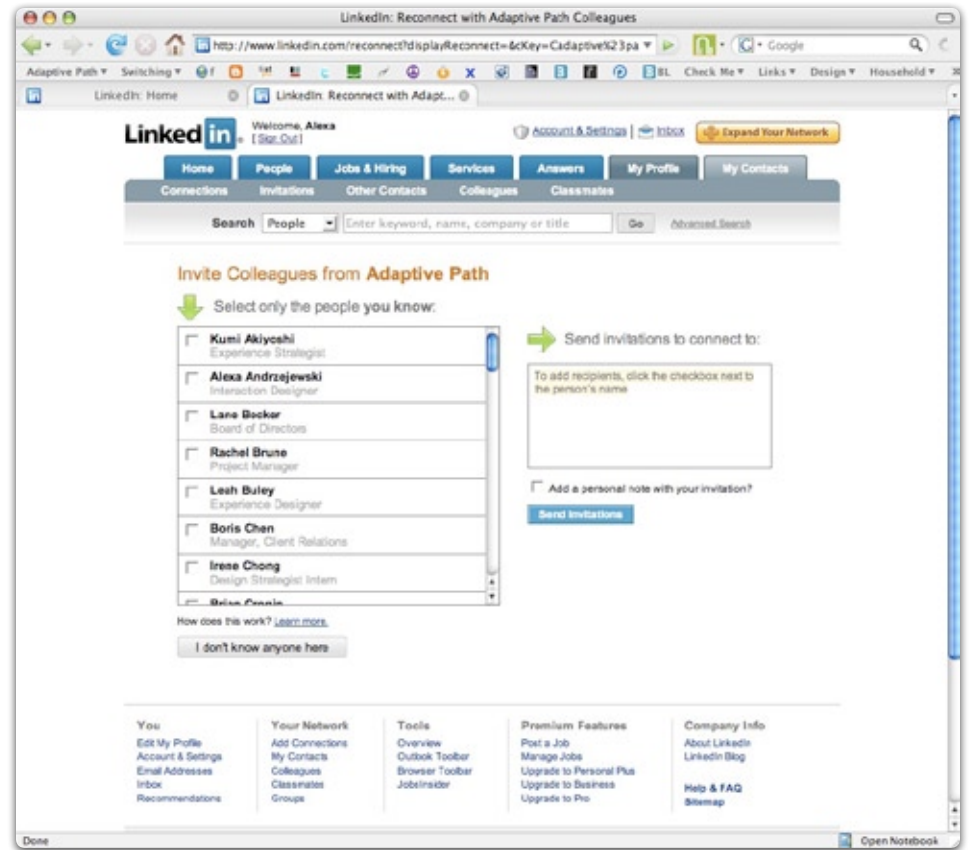 LinkedIn: Reconnect with Adaptive Path Colleagues
http://www.linkedin.com/reconnect?displayReconnect=&cKey=Cadaptive%23pa
Google
Adaptive Path Switching BL Check Me Links Design Household
LinkedIn: Home LinkedIn: Reconnect with Adapt...
Linked in Welcome, Alexa
[ Sign Out ]
Account & Settings | Inbox Expand Your Network
Home People Jobs & Hiring Services Answers My Profile My Contacts
Connections Invitations Other Contacts Colleagues Classmates
Search People Enter keyword, name, company or title Go Advanced Search
Invite Colleagues from Adaptive Path
Select only the people you know:
Kumi Akiyoshi
Experience Strategist
Alexa Andrzejewski
Interaction Designer
Lane Becker
Board of Directors
Rachel Brune
Project Manager
Leah Buley
Experience Designer
Boris Chen
Manager, Client Relations
Irene Chong
Design Strategist Intern
Brian Cronin
How does this work? Learn more.
I don't know anyone here
Send invitations to connect to:
To add recipients, click the checkbox next to
the person's name
Add a personal note with your invitation?
Send Invitations
You
Edit My Profile
Account & Settings
Email Addresses
Inbox
Recommendations
Your Network
Add Connections
My Contacts
Colleagues
Classmates
Groups
Tools
Overview
Outlook Toolbar
Browser Toolbar
JobsInsider
Premium Features
Post a Job
Manage Jobs
Upgrade to Personal Plus
Upgrade to Business
Upgrade to Pro
Company Info
About LinkedIn
LinkedIn Blog
Help & FAQ
Sitemap
Done Open Notebook